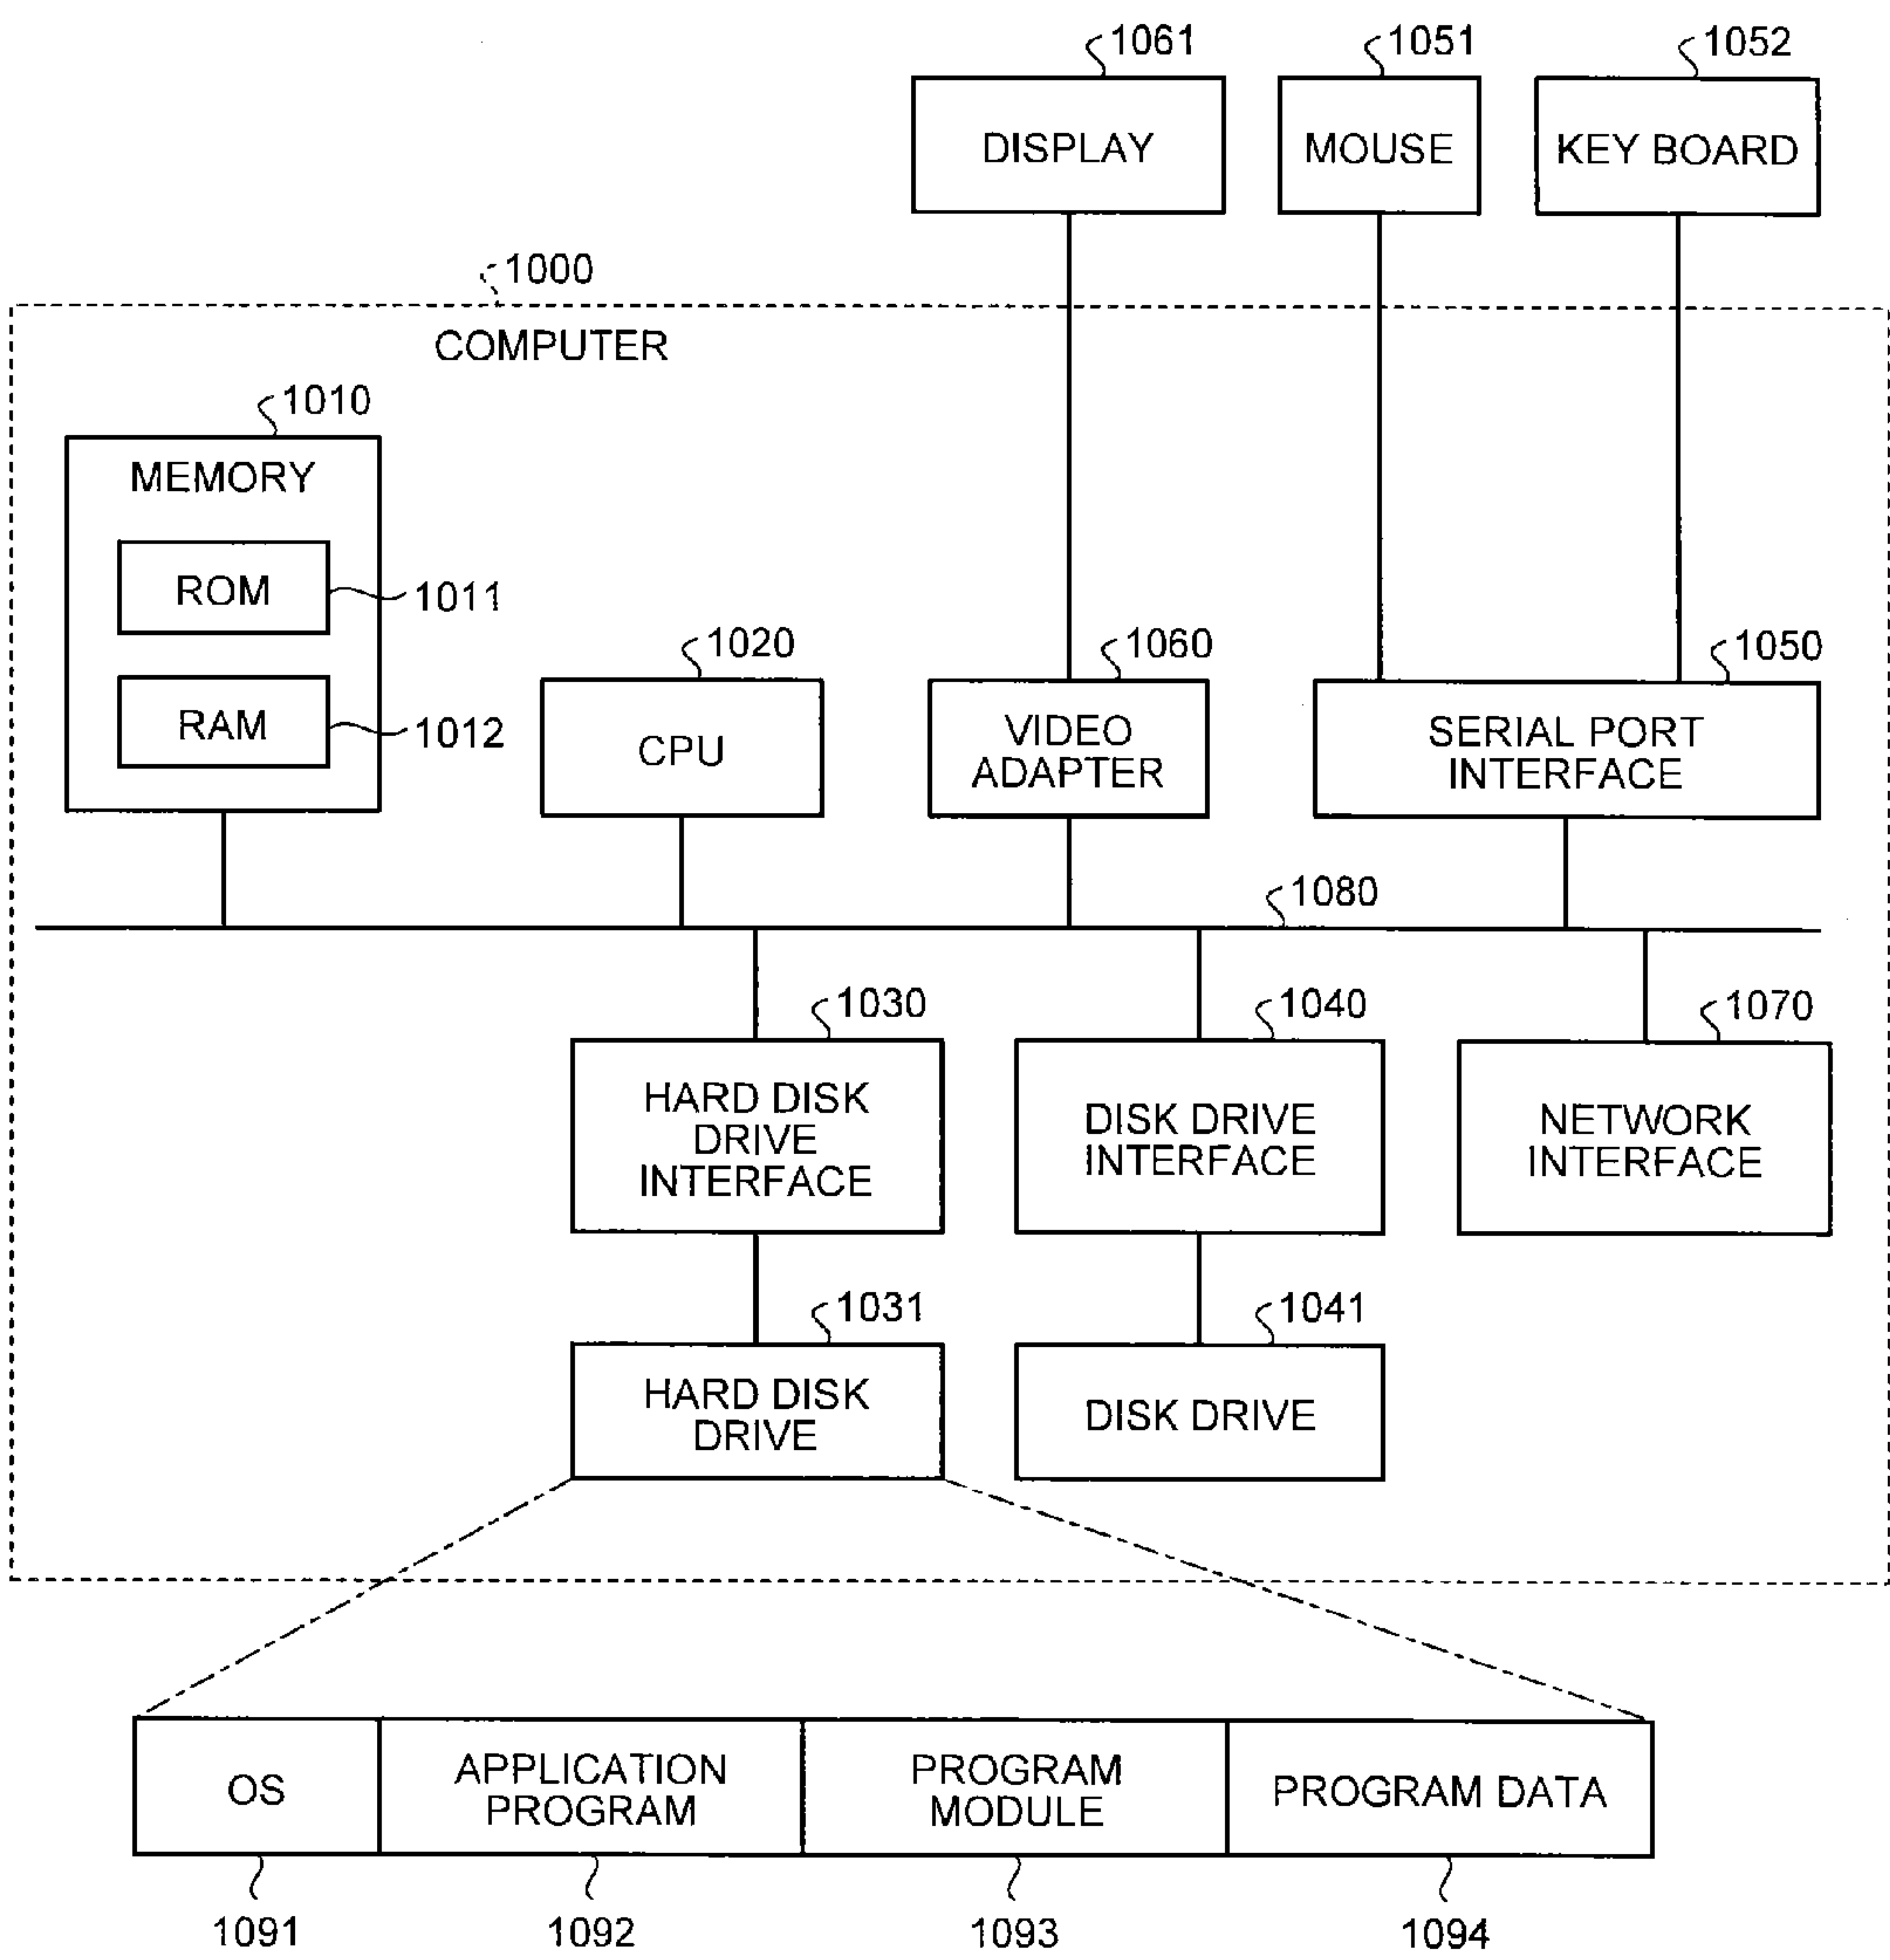 1061
1051
1052
DISPLAY
MOUSE
KEY BOARD
1000
COMPUTER
1010
MEMORY
ROM
1011
RAM
1012
1020
CPU
1060
VIDEO
ADAPTER
1050
SERIAL PORT
INTERFACE
1080
1030
HARD DISK
DRIVE
INTERFACE
1040
DISK DRIVE
INTERFACE
1070
NETWORK
INTERFACE
1031
HARD DISK
DRIVE
1041
DISK DRIVE
OS
APPLICATION
PROGRAM
PROGRAM
MODULE
PROGRAM DATA
1091
1092
1093
1094